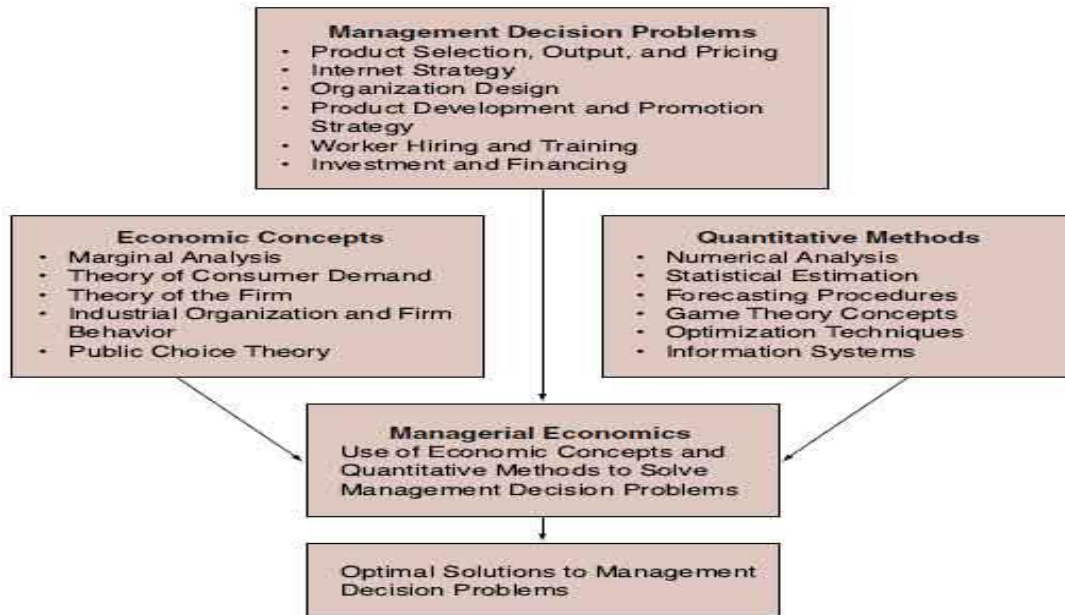 Management Decision Problems
• Product Selection, Output, and Pricing
• Internet Strategy
• Organization Design
• Product Development and Promotion
Strategy
• Worker Hiring and Training
• Investment and Financing
Economic Concepts
• Marginal Analysis
• Theory of Consumer Demand
• Theory of the Firm
• Industrial Organization and Firm
Behavior
• Public Choice Theory
Quantitative Methods
• Numerical Analysis
• Statistical Estimation
• Forecasting Procedures
• Game Theory Concepts
• Optimization Techniques
• Information Systems
Managerial Economics
Use of Economic Concepts and
Quantitative Methods to Solve
Management Decision Problems
Optimal Solutions to Management
Decision Problems